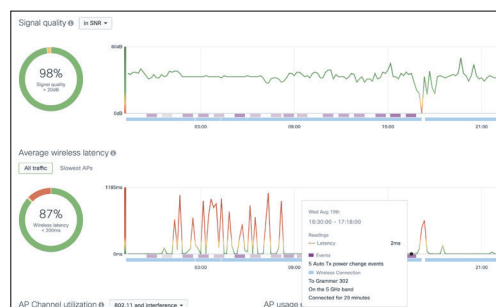 Signal quality in SNR
60dB
98%
Signal quality
> 20dB
0dB
03:00 09:00 15:00 21:00
Average wireless latency
All traffic Slowest APs
1185ms
87%
Wireless latency
< 200ms
0ms
03:00 09:00 21:00
Wed Aug. 19th
16:30:00 - 17:18:00
Readings
Latency 2ms
Events
5 Auto Tx power change events
Wireless Connection
To Grammer 302
On the 5 GHz band
Connected for 29 minutes
AP Channel utilization 802.11 and interference
AP usage